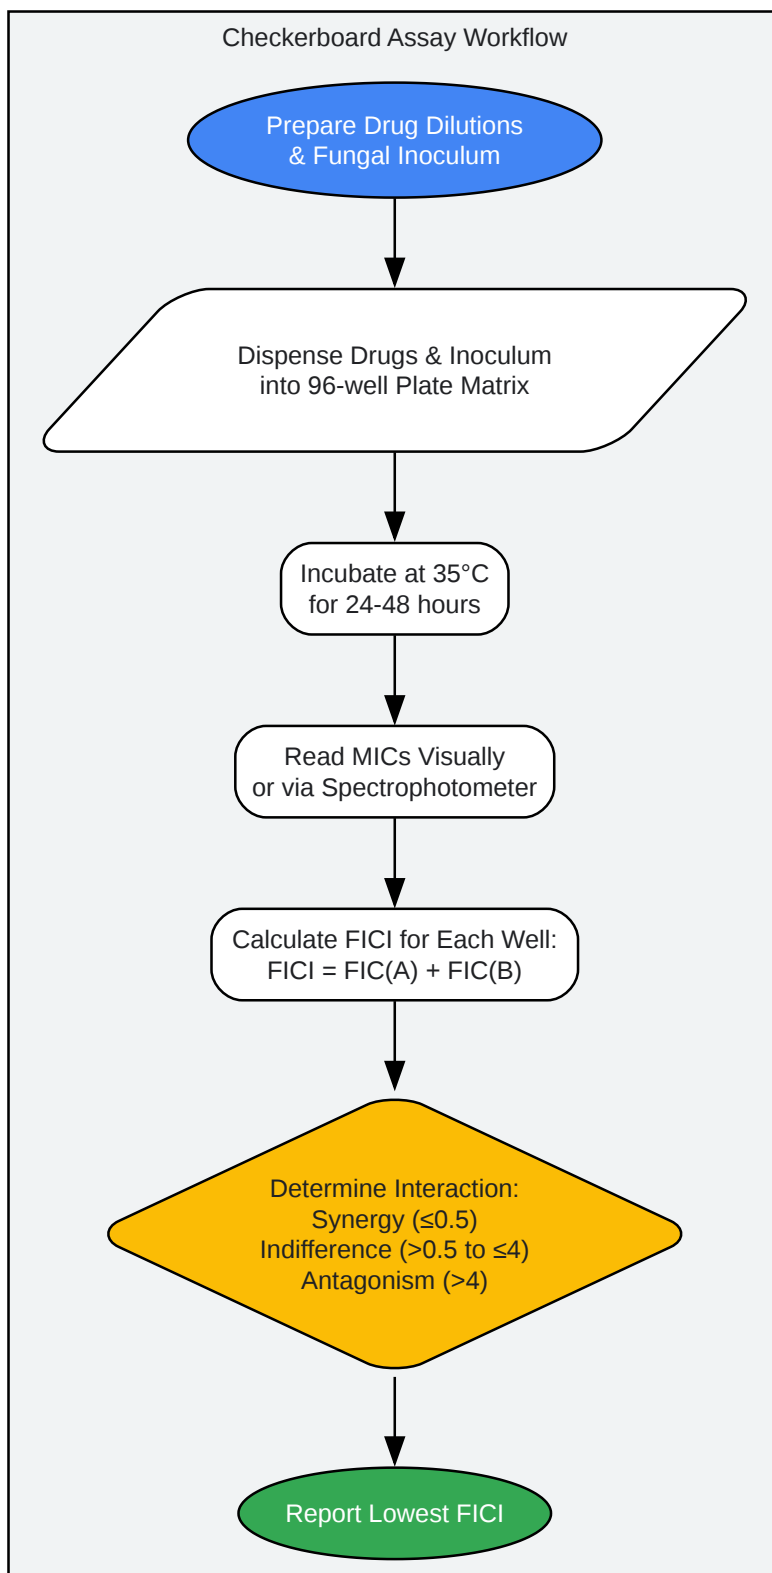 Checkerboard Assay Workflow
Prepare Drug Dilutions
& Fungal Inoculum
Dispense Drugs & Inoculum
into 96-well Plate Matrix
Incubate at 35°C
for 24-48 hours
Read MICs Visually
or via Spectrophotometer
Calculate FICI for Each Well:
FICI = FIC(A) + FIC(B)
Determine Interaction:
Synergy (≤0.5)
Indifference (>0.5 to ≤4)
Antagonism (>4)
Report Lowest FICI